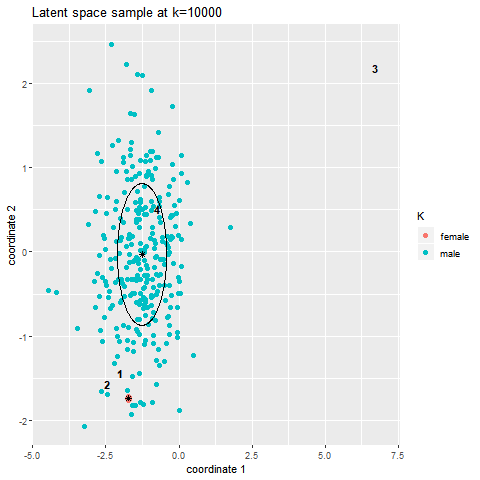 Latent space sample at k=10000
3
2
4
1
0
-1
1
2
-2
-5.0
-2.5
0.0
2.5
5.0
7.5
coordinate 1
coordinate 2
K
female
male